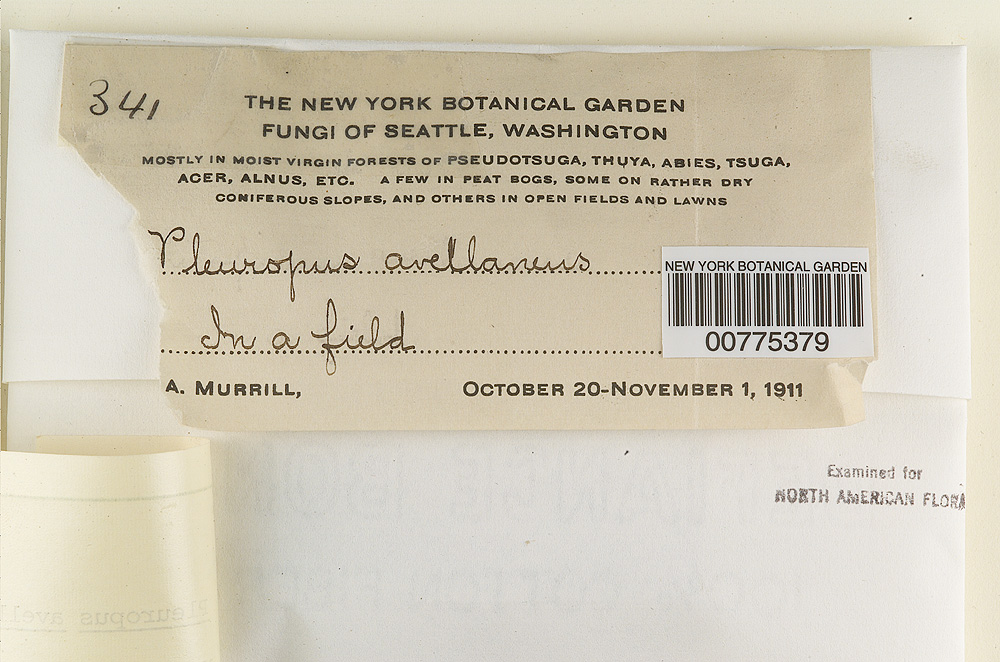 341
THE NEW YORK BOTANICAL GARDEN
FUNGI OF SEATTLE, WASHINGTON
MOSTLY IN MOIST VIRGIN FORESTS OF PSEUDOTSUGA, THUYA, ABIES, TSUGA,
ACER, ALNUS, ETC. A FEW IN PEAT BOGS, SOME ON RATHER DRY
CONIFEROUS SLOPES, AND OTHERS IN OPEN FIELDS AND LAWNS
Pleuropus avellaneus
In a field
NEW YORK BOTANICAL GARDEN
00775379
A. MURRILL, OCTOBER 20-NOVEMBER 1, 1911
Examined for
NORTH AMERICAN FLORA
Pleuropus avell